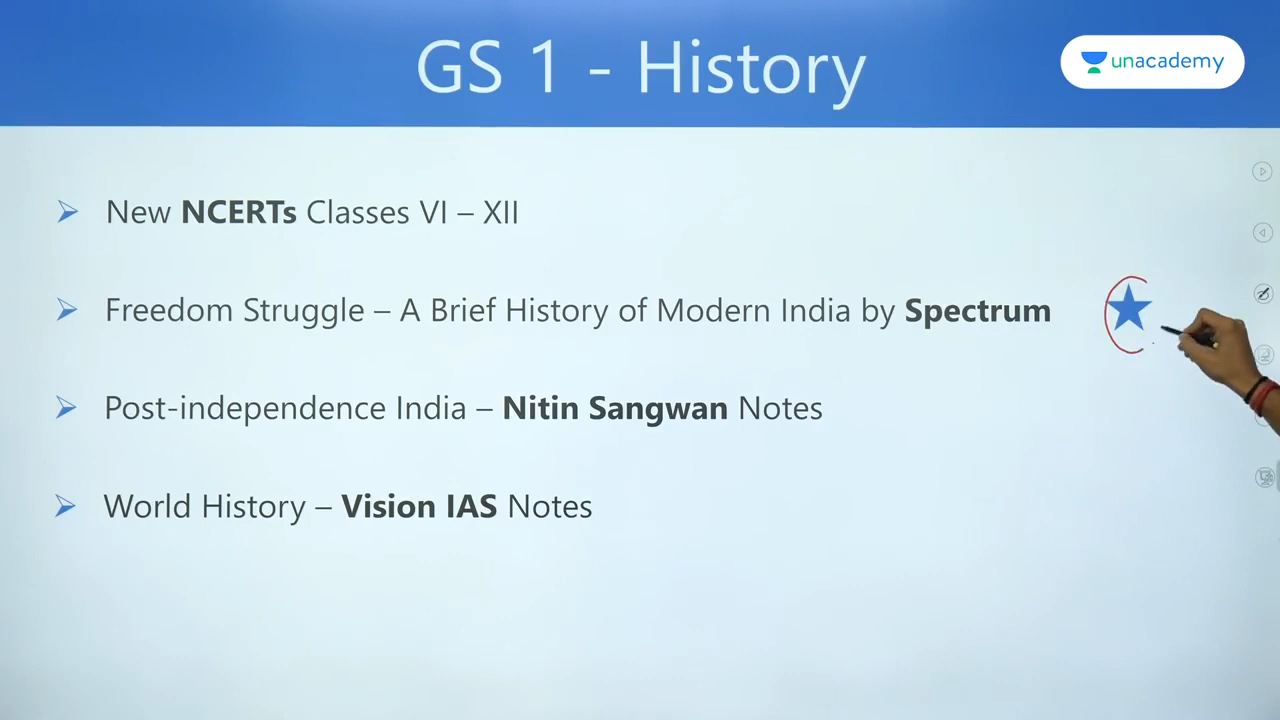 GS 1 - History
unacademy
New NCERTs Classes VI – XII
Freedom Struggle – A Brief History of Modern India by Spectrum
Post-independence India – Nitin Sangwan Notes
World History – Vision IAS Notes